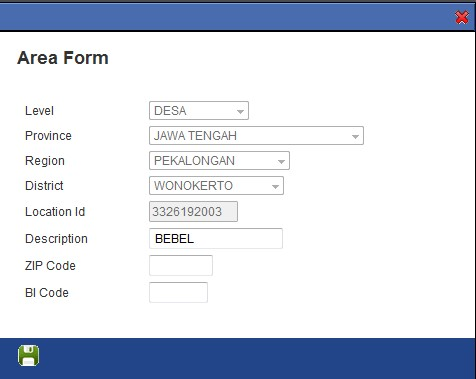 Area Form
Level DESA
Province JAWA TENGAH
Region PEKALONGAN
District WONOKERTO
Location Id 3326192003
Description BEBEL
ZIP Code
BI Code